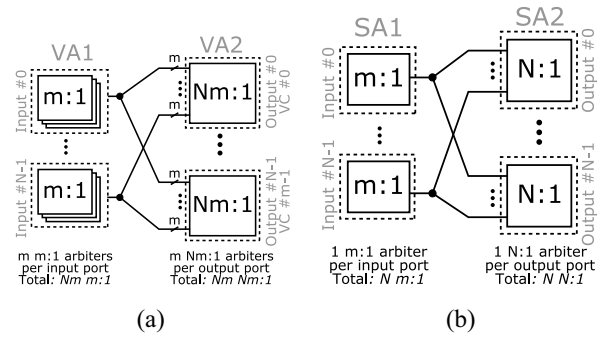 VA1
VA2
Input #0
m:1
m
Nm:1
Output #0
VC #0
m
Input #N-1
m:1
m
Nm:1
Output #N-1
VC #m-1
m
m m:1 arbiters
per input port
Total: Nm m:1
m Nm:1 arbiters
per output port
Total: Nm Nm:1
(a)
SA1
SA2
Input #0
m:1
N:1
Output #0
Input #N-1
m:1
N:1
Output #N-1
1 m:1 arbiter
per input port
Total: N m:1
1 N:1 arbiter
per output port
Total: N N:1
(b)